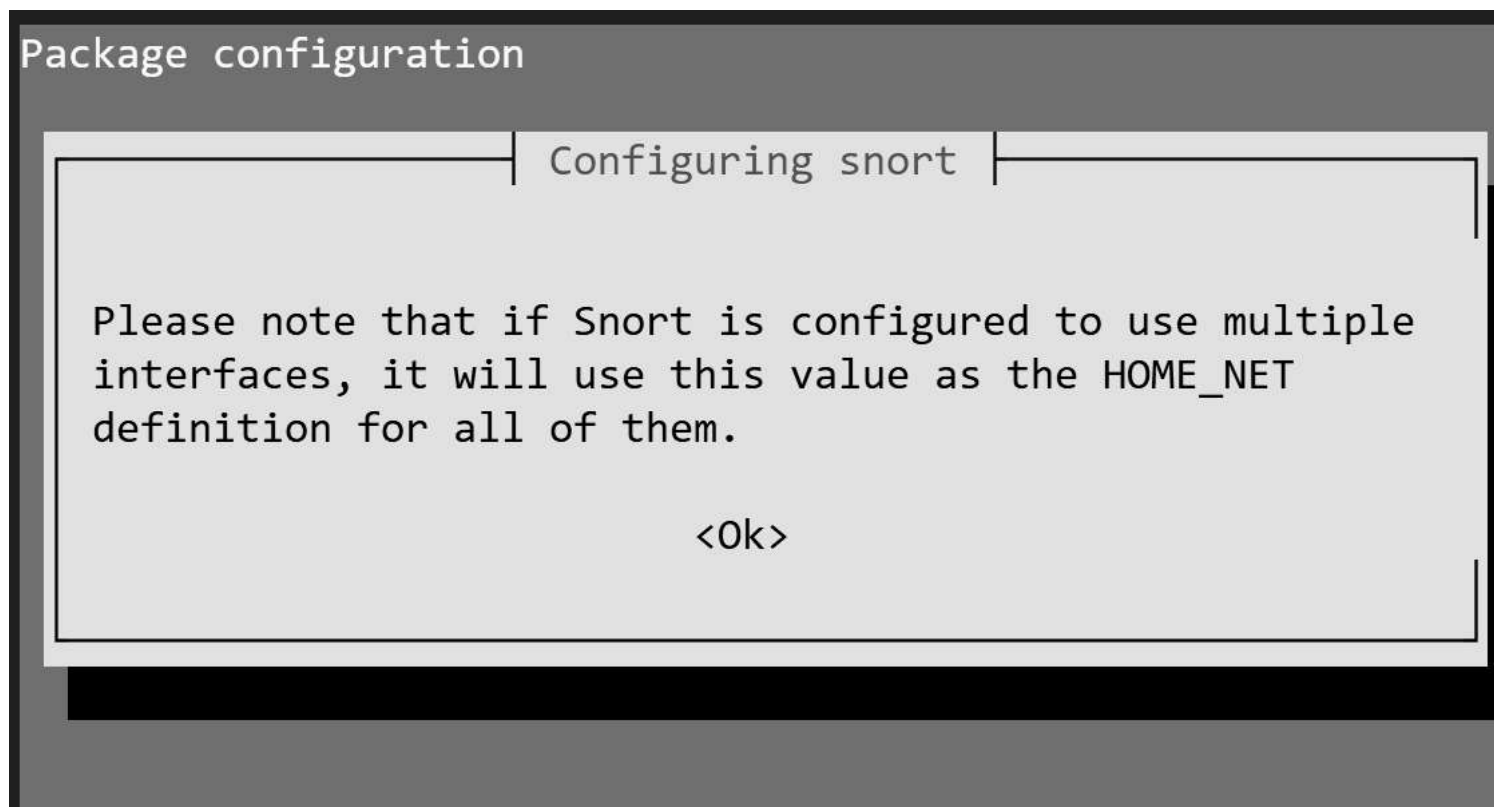 Package configuration
Configuring snort
Please note that if Snort is configured to use multiple
interfaces, it will use this value as the HOME_NET
definition for all of them.
<Ok>